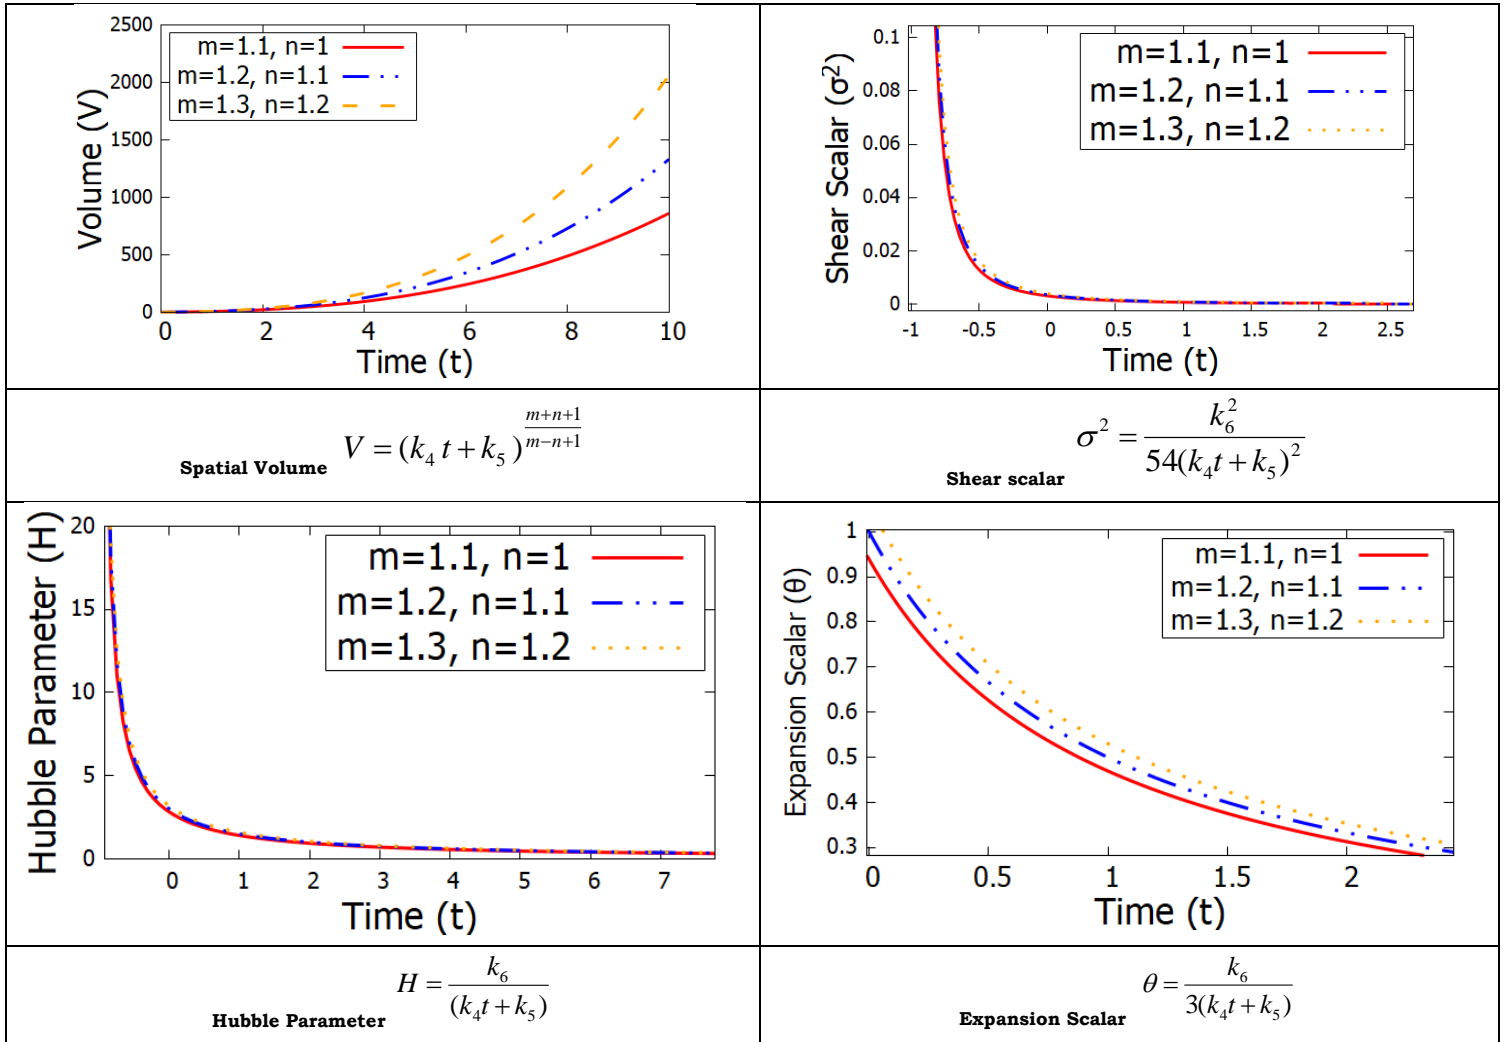 2500
2000
1500
1000
500
0
Volume (V)
m=1.1, n=1
m=1.2, n=1.1
m=1.3, n=1.2
0 2 4 6 8 10
Time (t)
0.1
0.08
0.06
0.04
0.02
0
Shear Scalar (σ²)
m=1.1, n=1
m=1.2, n=1.1
m=1.3, n=1.2
-1 -0.5 0 0.5 1 1.5 2 2.5
Time (t)
Spatial Volume V = (k₄ t + k₅)^((m+n+1)/(m−n+1))
Shear scalar σ² = k₆² / 54(k₄t + k₅)²
20
15
10
5
0
Hubble Parameter (H)
m=1.1, n=1
m=1.2, n=1.1
m=1.3, n=1.2
0 1 2 3 4 5 6 7
Time (t)
1
0.9
0.8
0.7
0.6
0.5
0.4
0.3
Expansion Scalar (θ)
m=1.1, n=1
m=1.2, n=1.1
m=1.3, n=1.2
0 0.5 1 1.5 2
Time (t)
Hubble Parameter H = k₆ / (k₄t + k₅)
Expansion Scalar θ = k₆ / 3(k₄t + k₅)